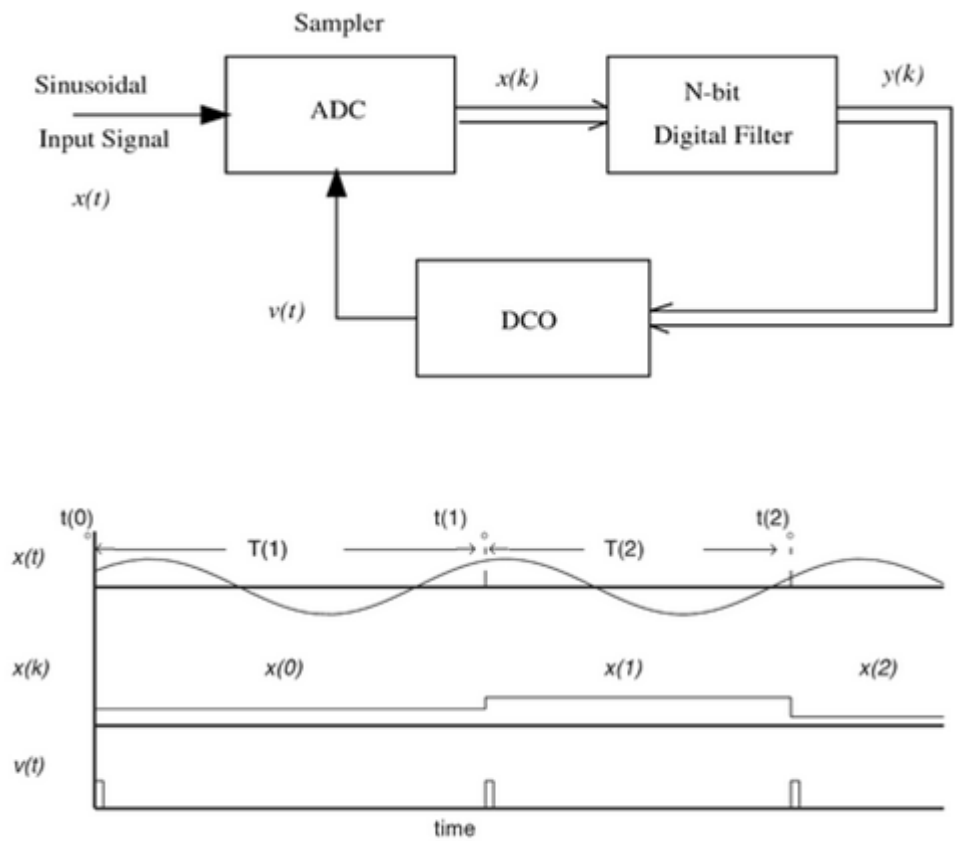 Sampler
Sinusoidal
Input Signal
x(t)
ADC
x(k)
N-bit
Digital Filter
y(k)
v(t)
DCO
t(0)
t(1)
t(2)
x(t)
T(1)
T(2)
x(k)
x(0)
x(1)
x(2)
v(t)
time